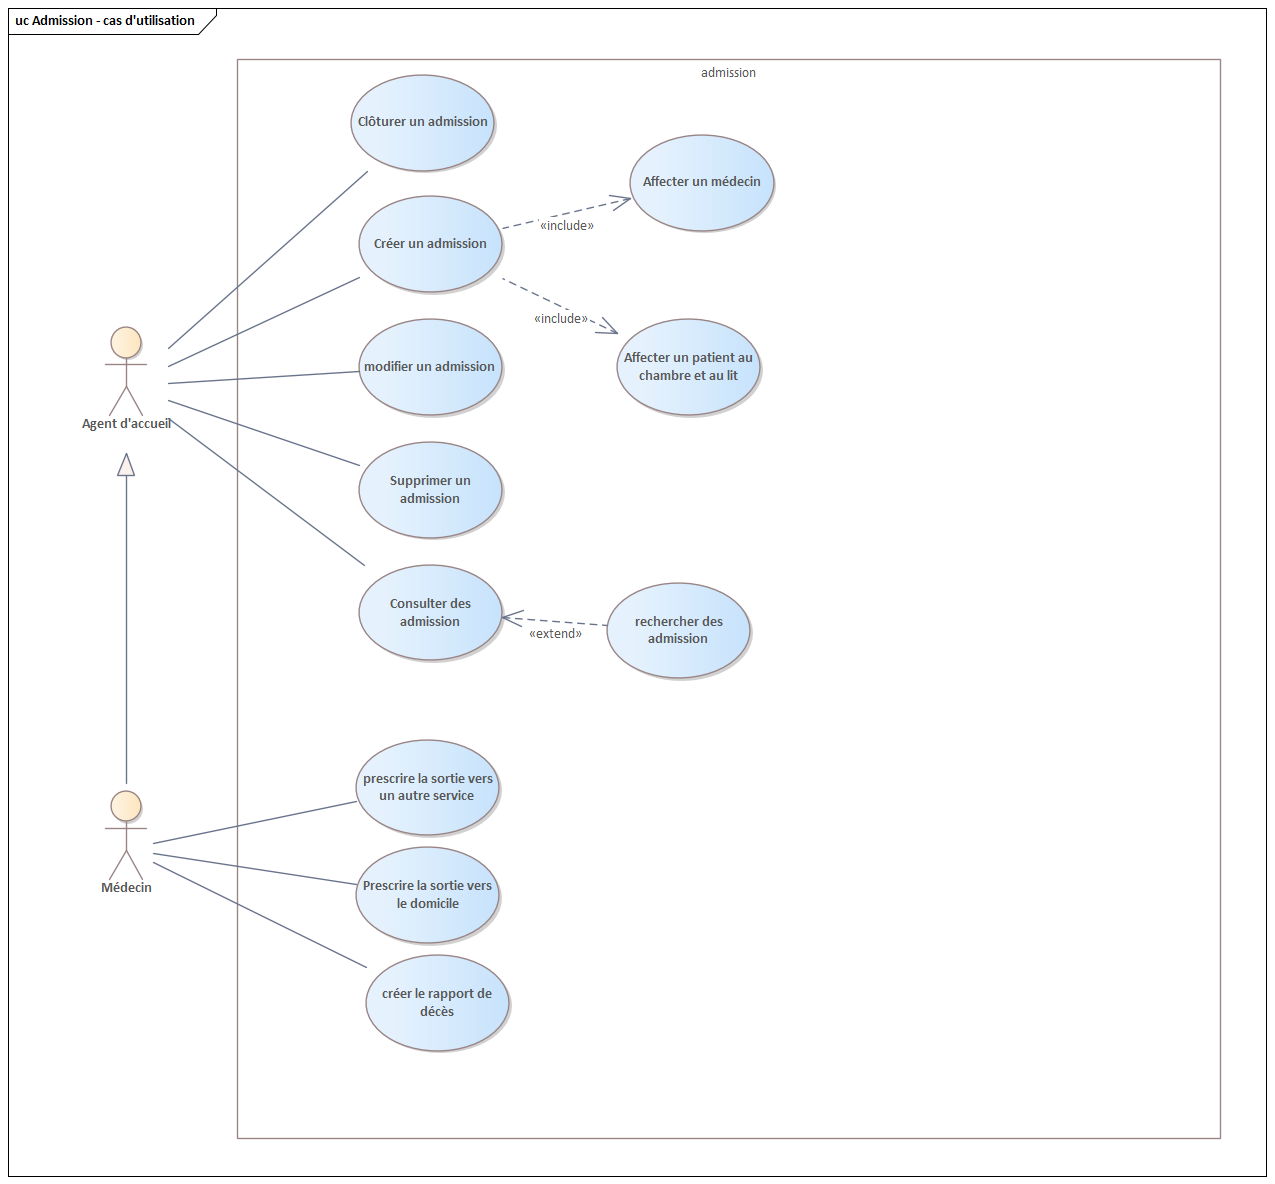 uc Admission - cas d'utilisation
admission
Clôturer un admission
Affecter un médecin
Créer un admission
«include»
«include»
Affecter un patient au
chambre et au lit
modifier un admission
Agent d'accueil
Supprimer un
admission
Consulter des
admission
rechercher des
admission
«extend»
prescrire la sortie vers
un autre service
Médecin
Prescrire la sortie vers
le domicile
créer le rapport de
décès